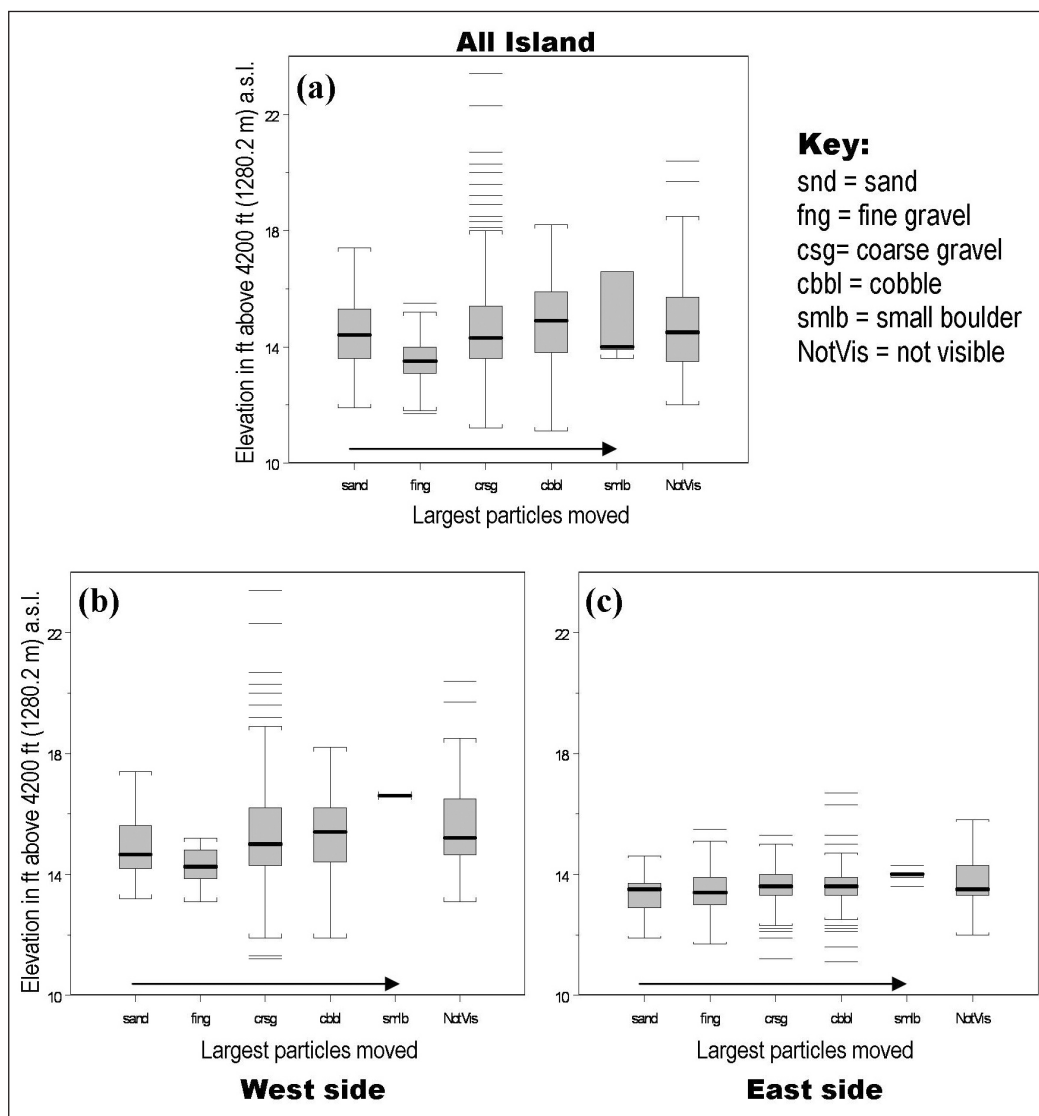 All Island
(a)
Elevation in ft above 4200 ft (1280.2 m) a.s.l.
22
18
14
10
sand fing crsg cbbl smlb NotVis
Largest particles moved
Key:
snd = sand
fng = fine gravel
csg= coarse gravel
cbbl = cobble
smlb = small boulder
NotVis = not visible
(b)
Elevation in ft above 4200 ft (1280.2 m) a.s.l.
22
18
14
10
sand fing crsg cbbl smlb NotVis
Largest particles moved
West side
(c)
22
18
14
10
sand fing crsg cbbl smlb NotVis
Largest particles moved
East side